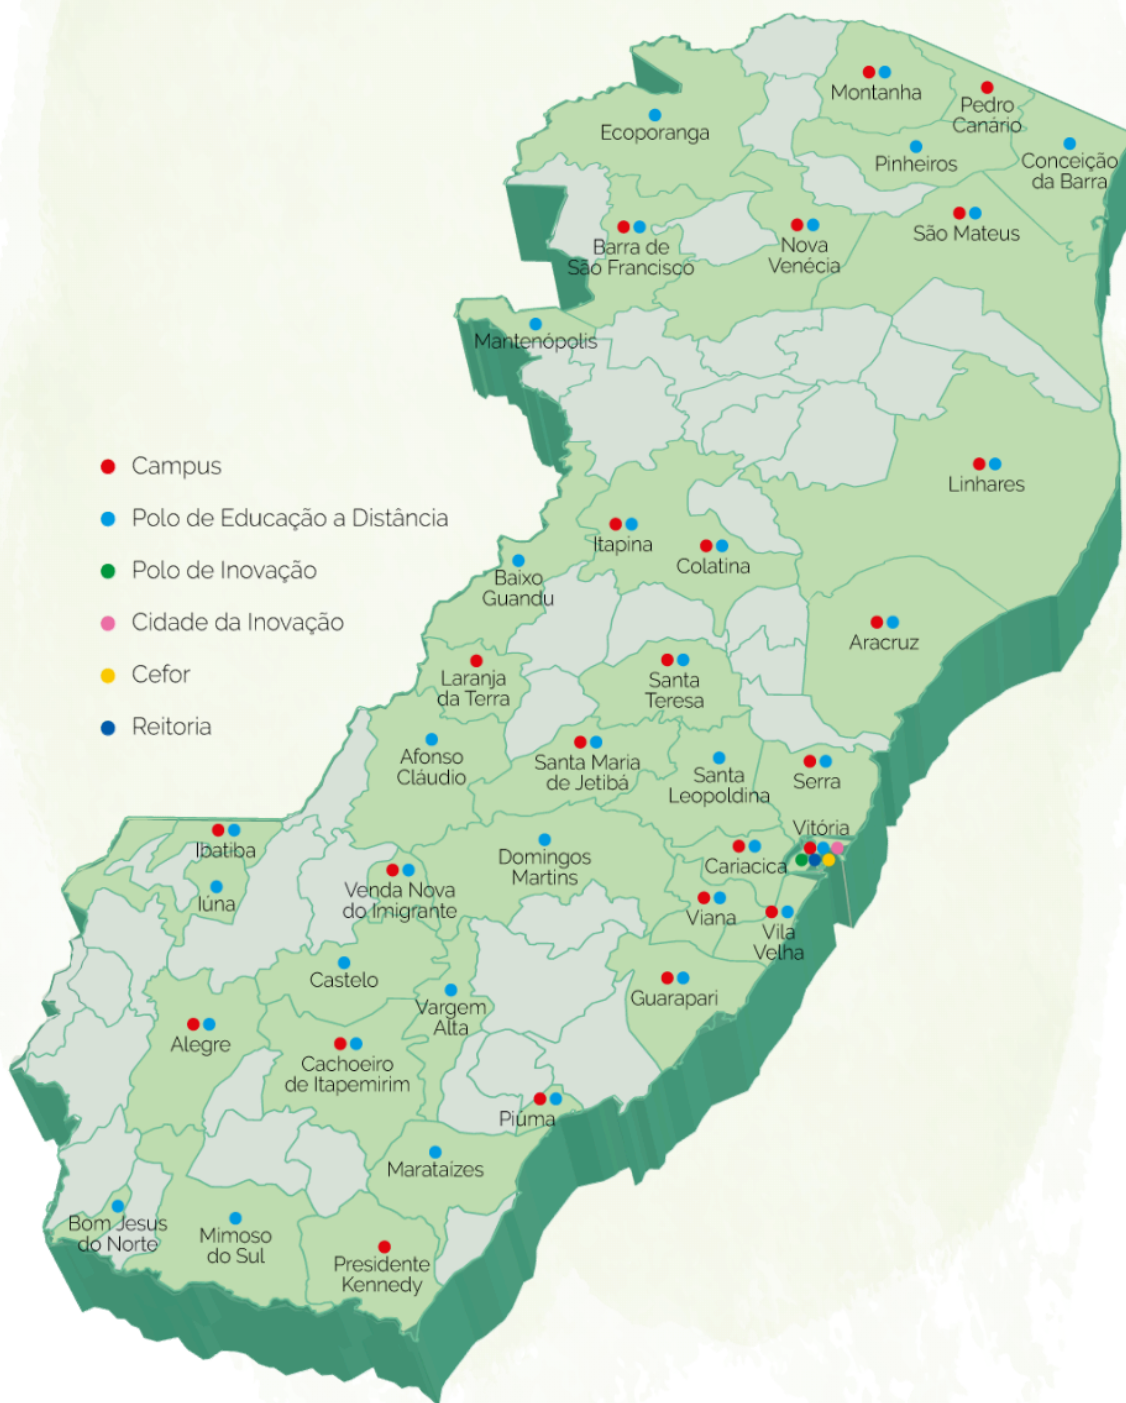 Montanha
Pedro
Canário
Ecoporanga
Pinheiros
Conceição
da Barra
São Mateus
Barra de
São Francisco
Nova
Venécia
Mantenópolis
Campus
Polo de Educação a Distância
Polo de Inovação
Cidade da Inovação
Cefor
Reitoria
Linhares
Itapina
Colatina
Baixo
Guandu
Aracruz
Laranja
da Terra
Santa
Teresa
Afonso
Cláudio
Santa Maria
de Jetibá
Santa
Leopoldina
Serra
Vitória
Ibatiba
Domingos
Martins
Cariacica
Iúna
Venda Nova
do Imigrante
Viana
Vila
Velha
Castelo
Vargem
Alta
Guarapari
Alegre
Cachoeiro
de Itapemirim
Piúma
Marataízes
Bom Jesus
do Norte
Mimoso
do Sul
Presidente
Kennedy